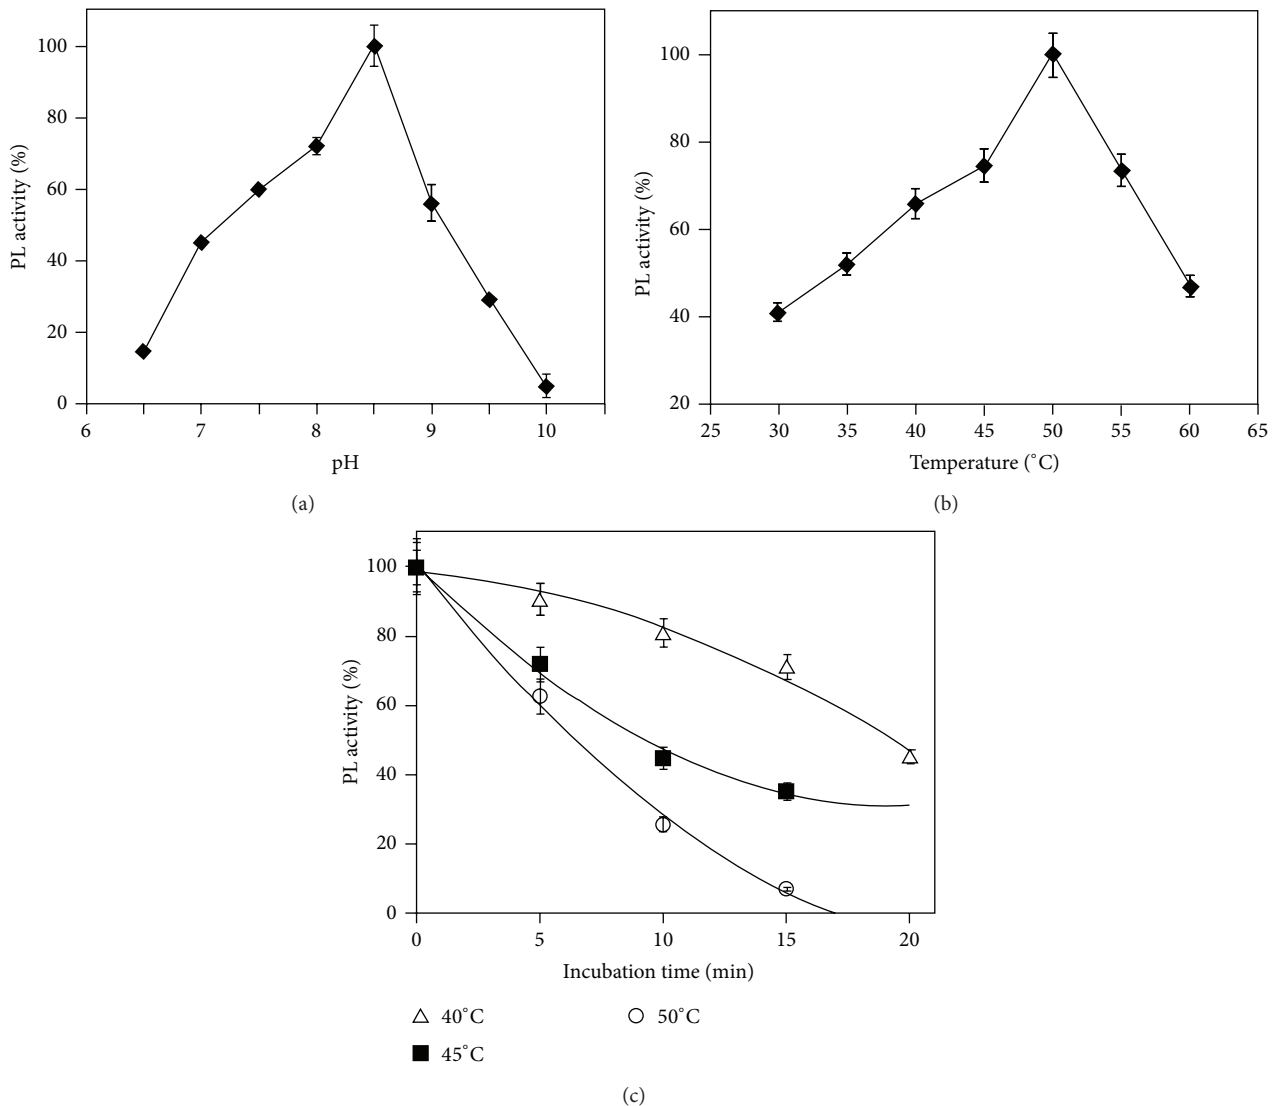 100
80
60
40
20
0
PL activity (%)
6 7 8 9 10
pH
(a)
100
80
60
40
20
PL activity (%)
25 30 35 40 45 50 55 60 65
Temperature (˚C)
(b)
100
80
60
40
20
0
PL activity (%)
0 5 10 15 20
Incubation time (min)
40˚C 50˚C
45˚C
(c)